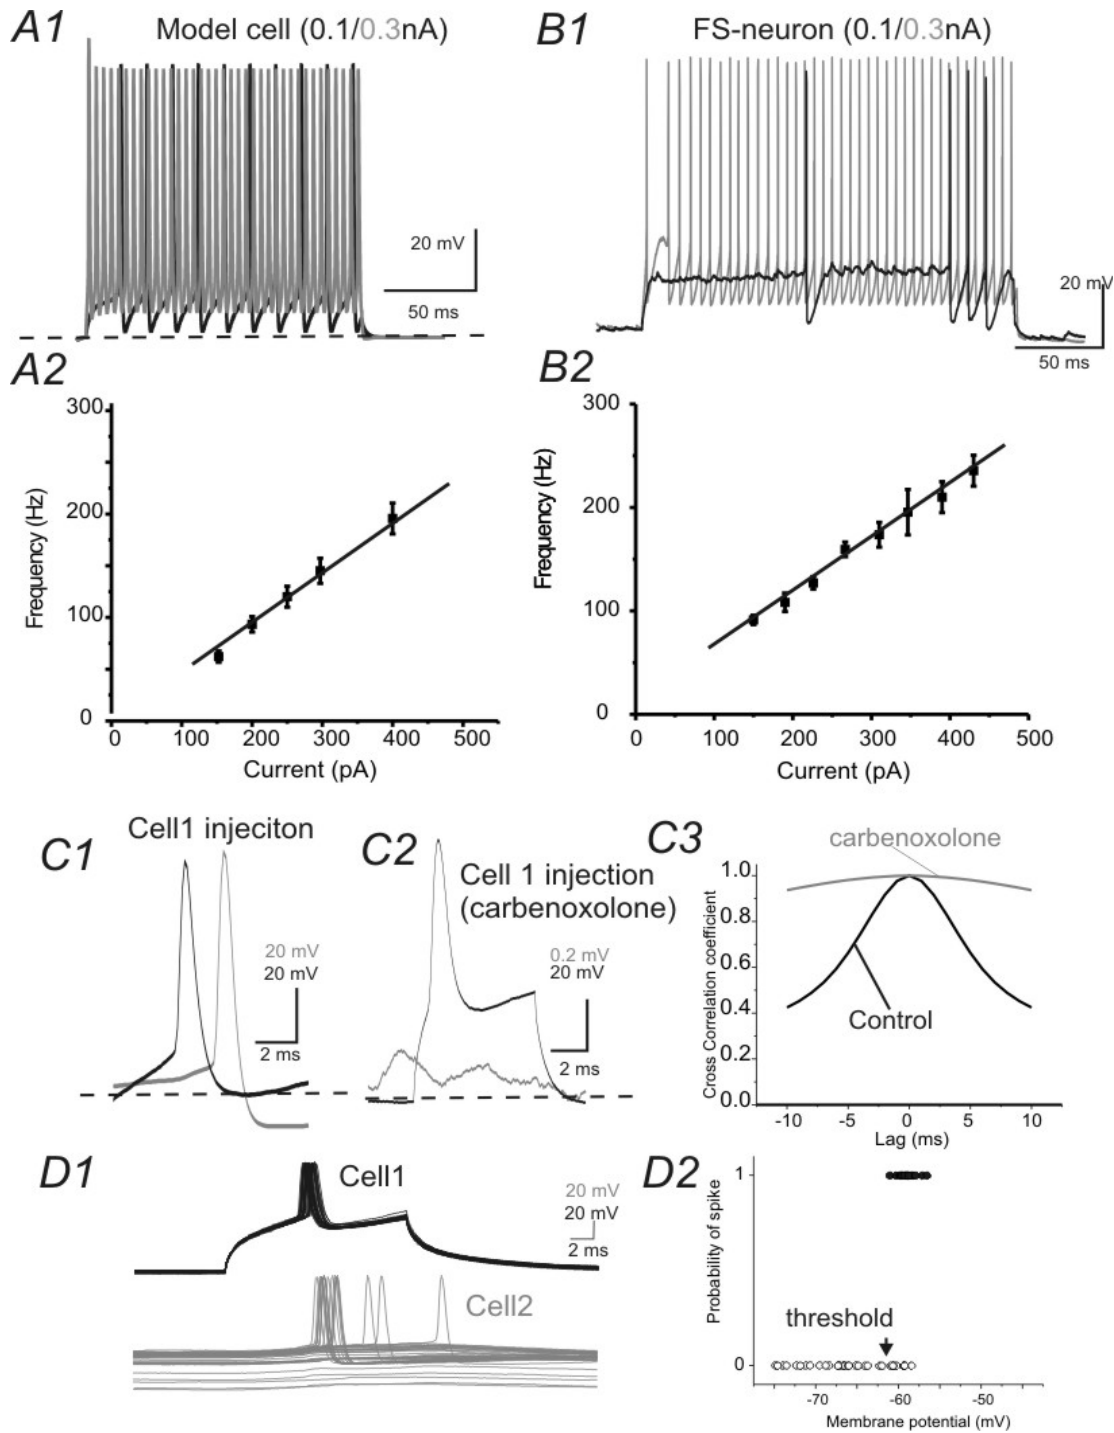 A1
Model cell (0.1/0.3nA)
20 mV
50 ms
B1
FS-neuron (0.1/0.3nA)
20 mV
50 ms
A2
300
200
100
0
Frequency (Hz)
0 100 200 300 400 500
Current (pA)
B2
300
200
100
0
Frequency (Hz)
0 100 200 300 400 500
Current (pA)
C1
Cell1 injeciton
20 mV
20 mV
2 ms
C2
Cell 1 injection
(carbenoxolone)
0.2 mV
20 mV
2 ms
C3
carbenoxolone
Cross Correlation coefficient
1.0
0.8
0.6
0.4
0.2
0.0
Control
-10 -5 0 5 10
Lag (ms)
D1
Cell1
20 mV
20 mV
2 ms
Cell2
D2
Probability of spike
1
0
threshold
-70 -60 -50
Membrane potential (mV)